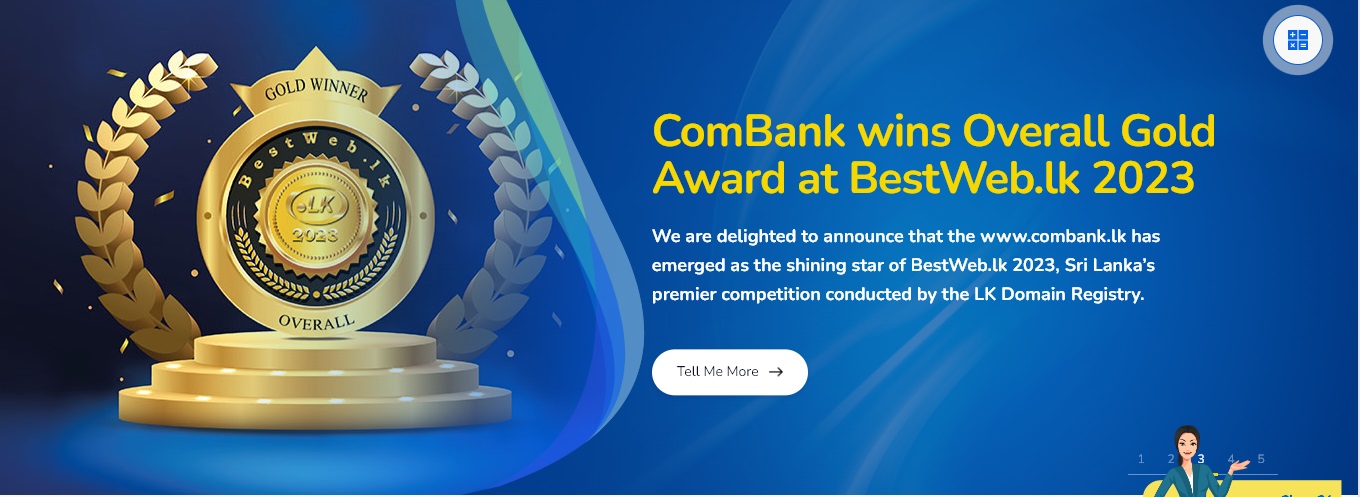 GOLD WINNER
BestWeb.lk
.LK
2023
OVERALL
ComBank wins Overall Gold
Award at BestWeb.lk 2023
We are delighted to announce that the www.combank.lk has
emerged as the shining star of BestWeb.lk 2023, Sri Lanka's
premier competition conducted by the LK Domain Registry.
Tell Me More →
1 2 3 4 5